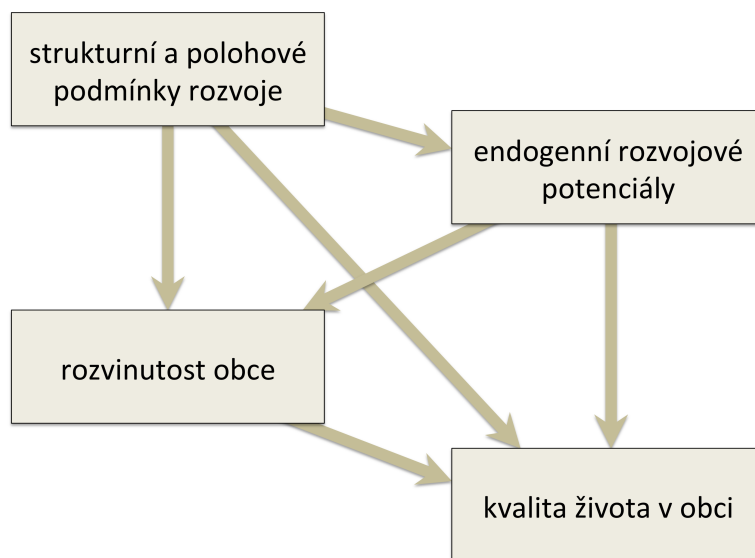 strukturní a polohové
podmínky rozvoje
endogenní rozvojové
potenciály
rozvinutost obce
kvalita života v obci